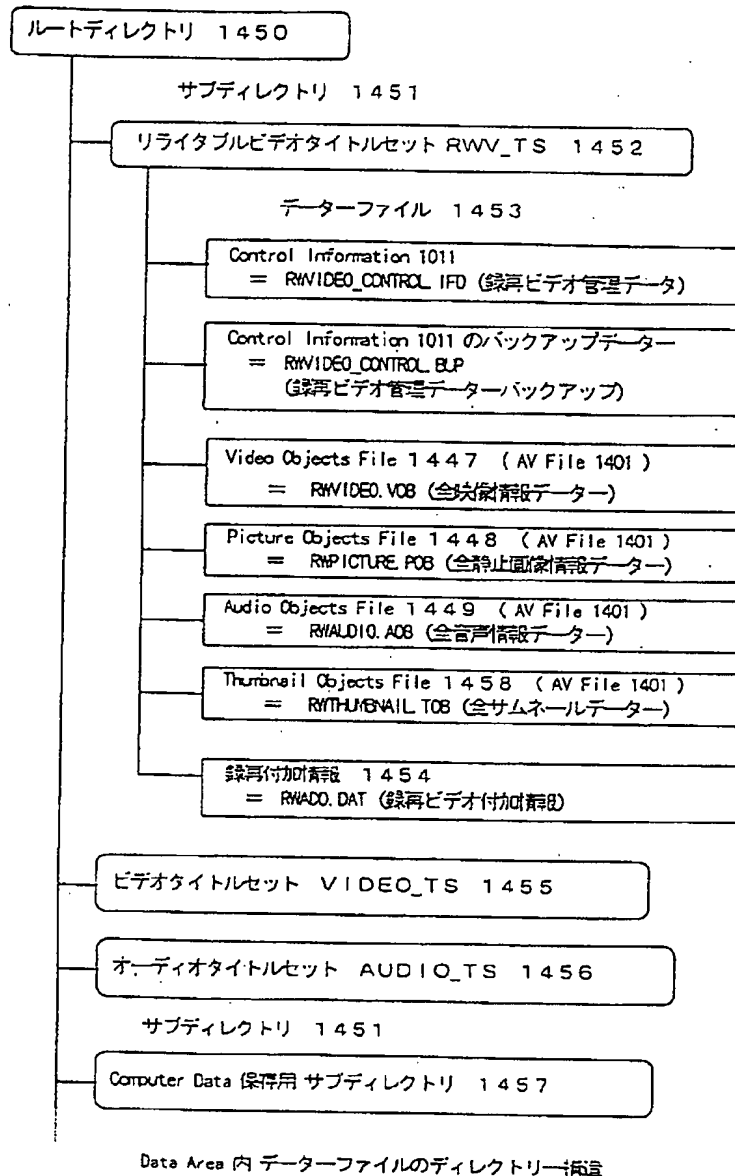 ルートディレクトリ 1450
サブディレクトリ 1451
リライタブルビデオタイトルセット RWV_TS 1452
データーファイル 1453
Control Information 1011
= RWVIDEO_CONTROL.IFO (録再ビデオ管理データ)
Control Information 1011 のバックアップデーター
= RWVIDEO_CONTROL.BUP
(録再ビデオ管理データーバックアップ)
Video Objects File 1447 ( AV File 1401 )
= RWVIDEO.VOB (全映像情報データー)
Picture Objects File 1448 ( AV File 1401 )
= RWPICTURE.POB (全静止画像情報データー)
Audio Objects File 1449 ( AV File 1401 )
= RWAUDIO.AOB (全音声情報データー)
Thumbnail Objects File 1458 ( AV File 1401 )
= RWTHUMBNAIL.TOB (全サムネールデーター)
録再付加情報 1454
= RWADD.DAT (録再ビデオ付加情報)
ビデオタイトルセット VIDEO_TS 1455
オーディオタイトルセット AUDIO_TS 1456
サブディレクトリ 1451
Computer Data 保存用 サブディレクトリ 1457
Data Area 内 データーファイルのディレクトリー構造